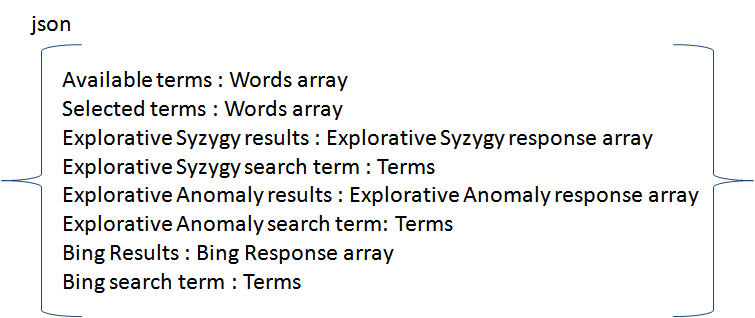 json
Available terms : Words array
Selected terms : Words array
Explorative Syzygy results : Explorative Syzygy response array
Explorative Syzygy search term : Terms
Explorative Anomaly results : Explorative Anomaly response array
Explorative Anomaly search term: Terms
Bing Results : Bing Response array
Bing search term : Terms